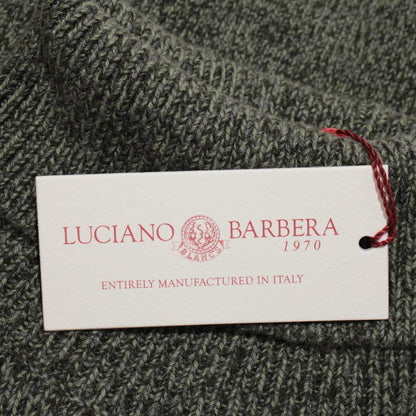 LUCIANO BARBERA
1970
ENTIRELY MANUFACTURED IN ITALY